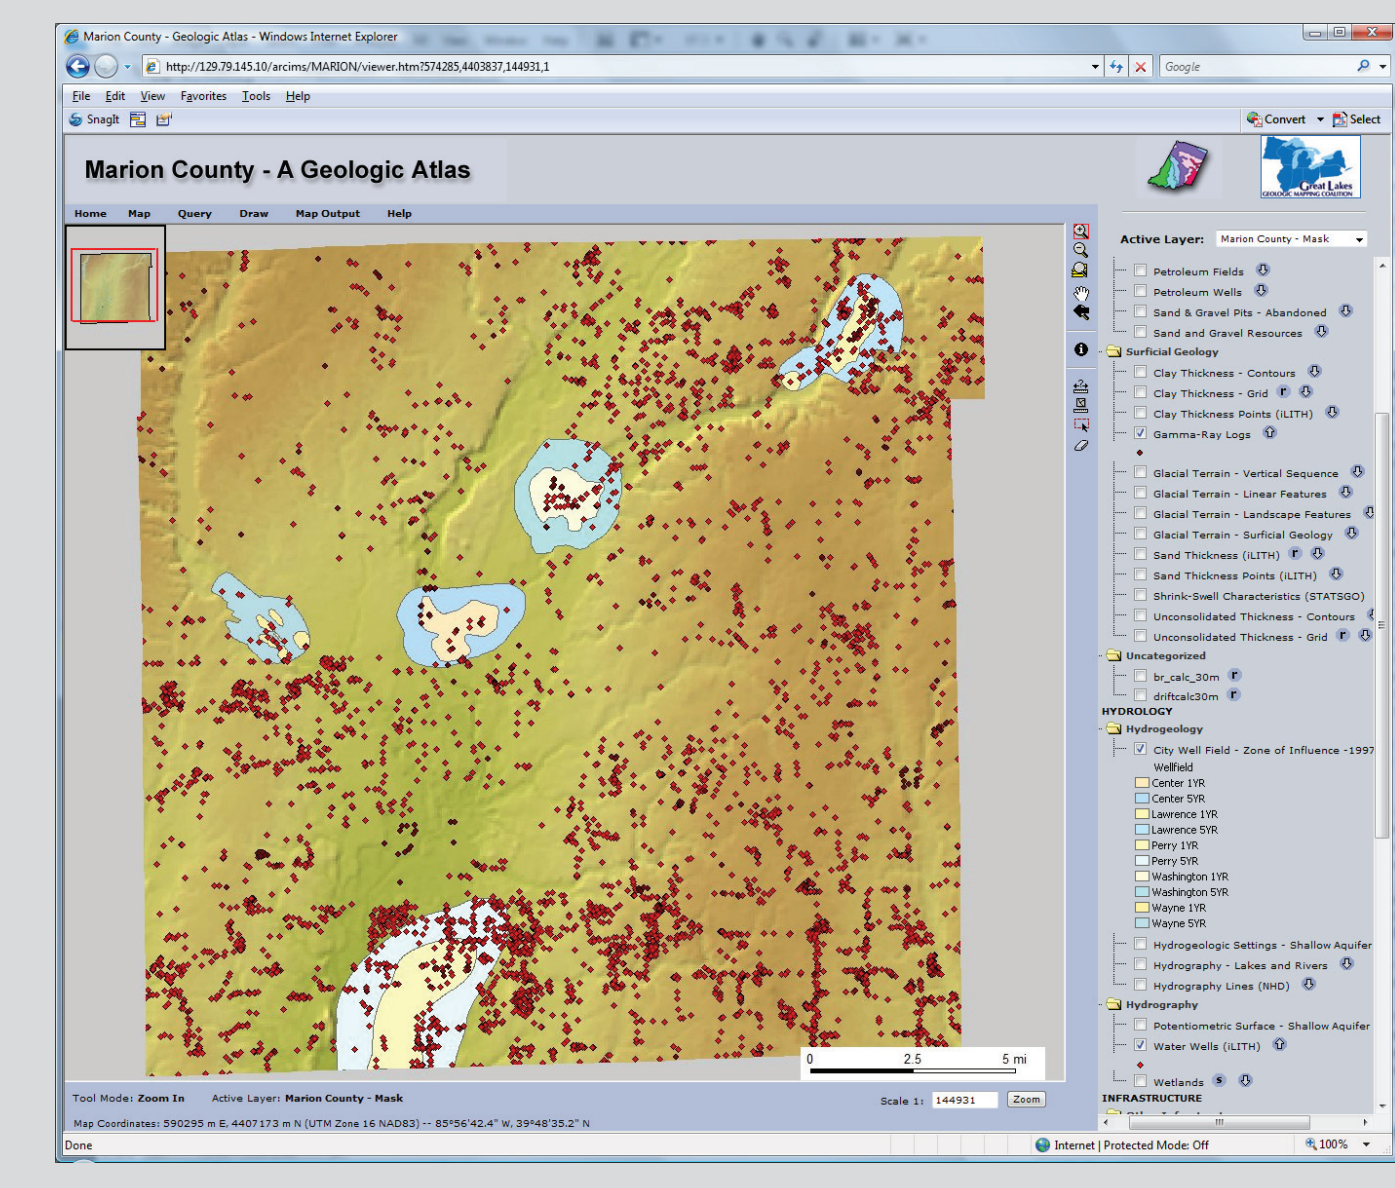 Marion County - Geologic Atlas - Windows Internet Explorer
http://129.79.145.10/arcims/MARION/viewer.htm?574285,4403837,144931,1
Google
File Edit View Favorites Tools Help
SnagIt
Convert Select
Marion County - A Geologic Atlas
Great Lakes
GEOLOGIC MAPPING COALITION
Home Map Query Draw Map Output Help
Active Layer: Marion County - Mask
Petroleum Fields
Petroleum Wells
Sand & Gravel Pits - Abandoned
Sand and Gravel Resources
Surficial Geology
Clay Thickness - Contours
Clay Thickness - Grid r
Clay Thickness Points (iLITH)
Gamma-Ray Logs
Glacial Terrain - Vertical Sequence
Glacial Terrain - Linear Features
Glacial Terrain - Landscape Features
Glacial Terrain - Surficial Geology
Sand Thickness (iLITH) r
Sand Thickness Points (iLITH)
Shrink-Swell Characteristics (STATSGO)
Unconsolidated Thickness - Contours
Unconsolidated Thickness - Grid r
Uncategorized
br_calc_30m r
driftcalc30m r
HYDROLOGY
Hydrogeology
City Well Field - Zone of Influence -1997
Wellfield
Center 1YR
Center 5YR
Lawrence 1YR
Lawrence 5YR
Perry 1YR
Perry 5YR
Washington 1YR
Washington 5YR
Wayne 1YR
Wayne 5YR
Hydrogeologic Settings - Shallow Aquifer
Hydrography - Lakes and Rivers
Hydrography Lines (NHD)
Hydrography
Potentiometric Surface - Shallow Aquifer
Water Wells (iLITH)
Wetlands s
INFRASTRUCTURE
0 2.5 5 mi
Tool Mode: Zoom In Active Layer: Marion County - Mask
Scale 1: 144931 Zoom
Map Coordinates: 590295 m E, 4407173 m N (UTM Zone 16 NAD83) -- 85°56'42.4" W, 39°48'35.2" N
Done
Internet | Protected Mode: Off
100%